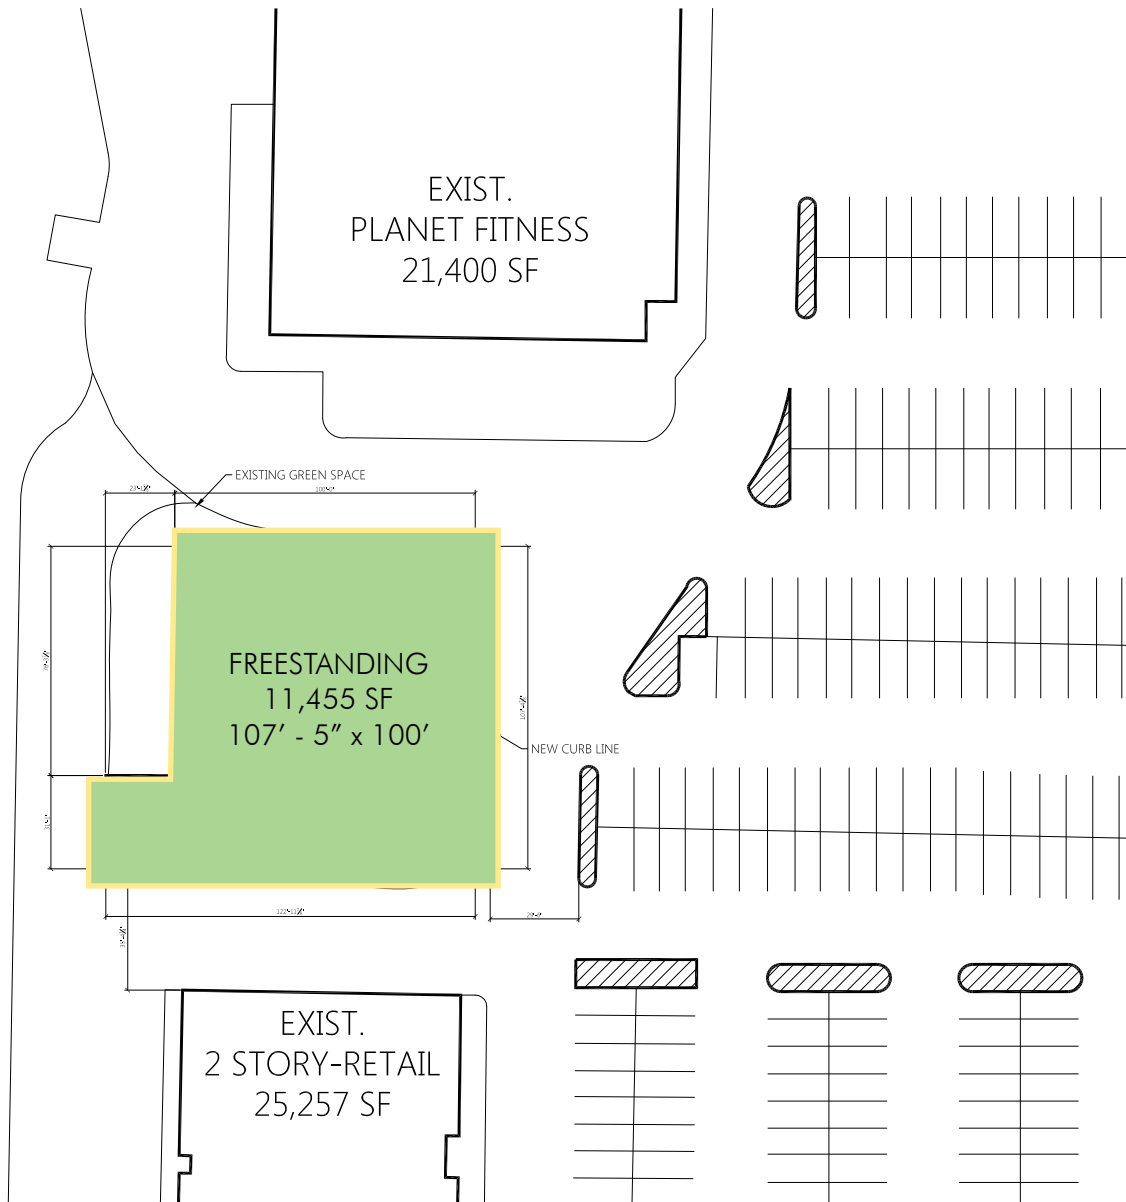 EXIST.
PLANET FITNESS
21,400 SF
EXISTING GREEN SPACE
FREESTANDING
11,455 SF
107’ - 5” x 100’
NEW CURB LINE
EXIST.
2 STORY-RETAIL
25,257 SF